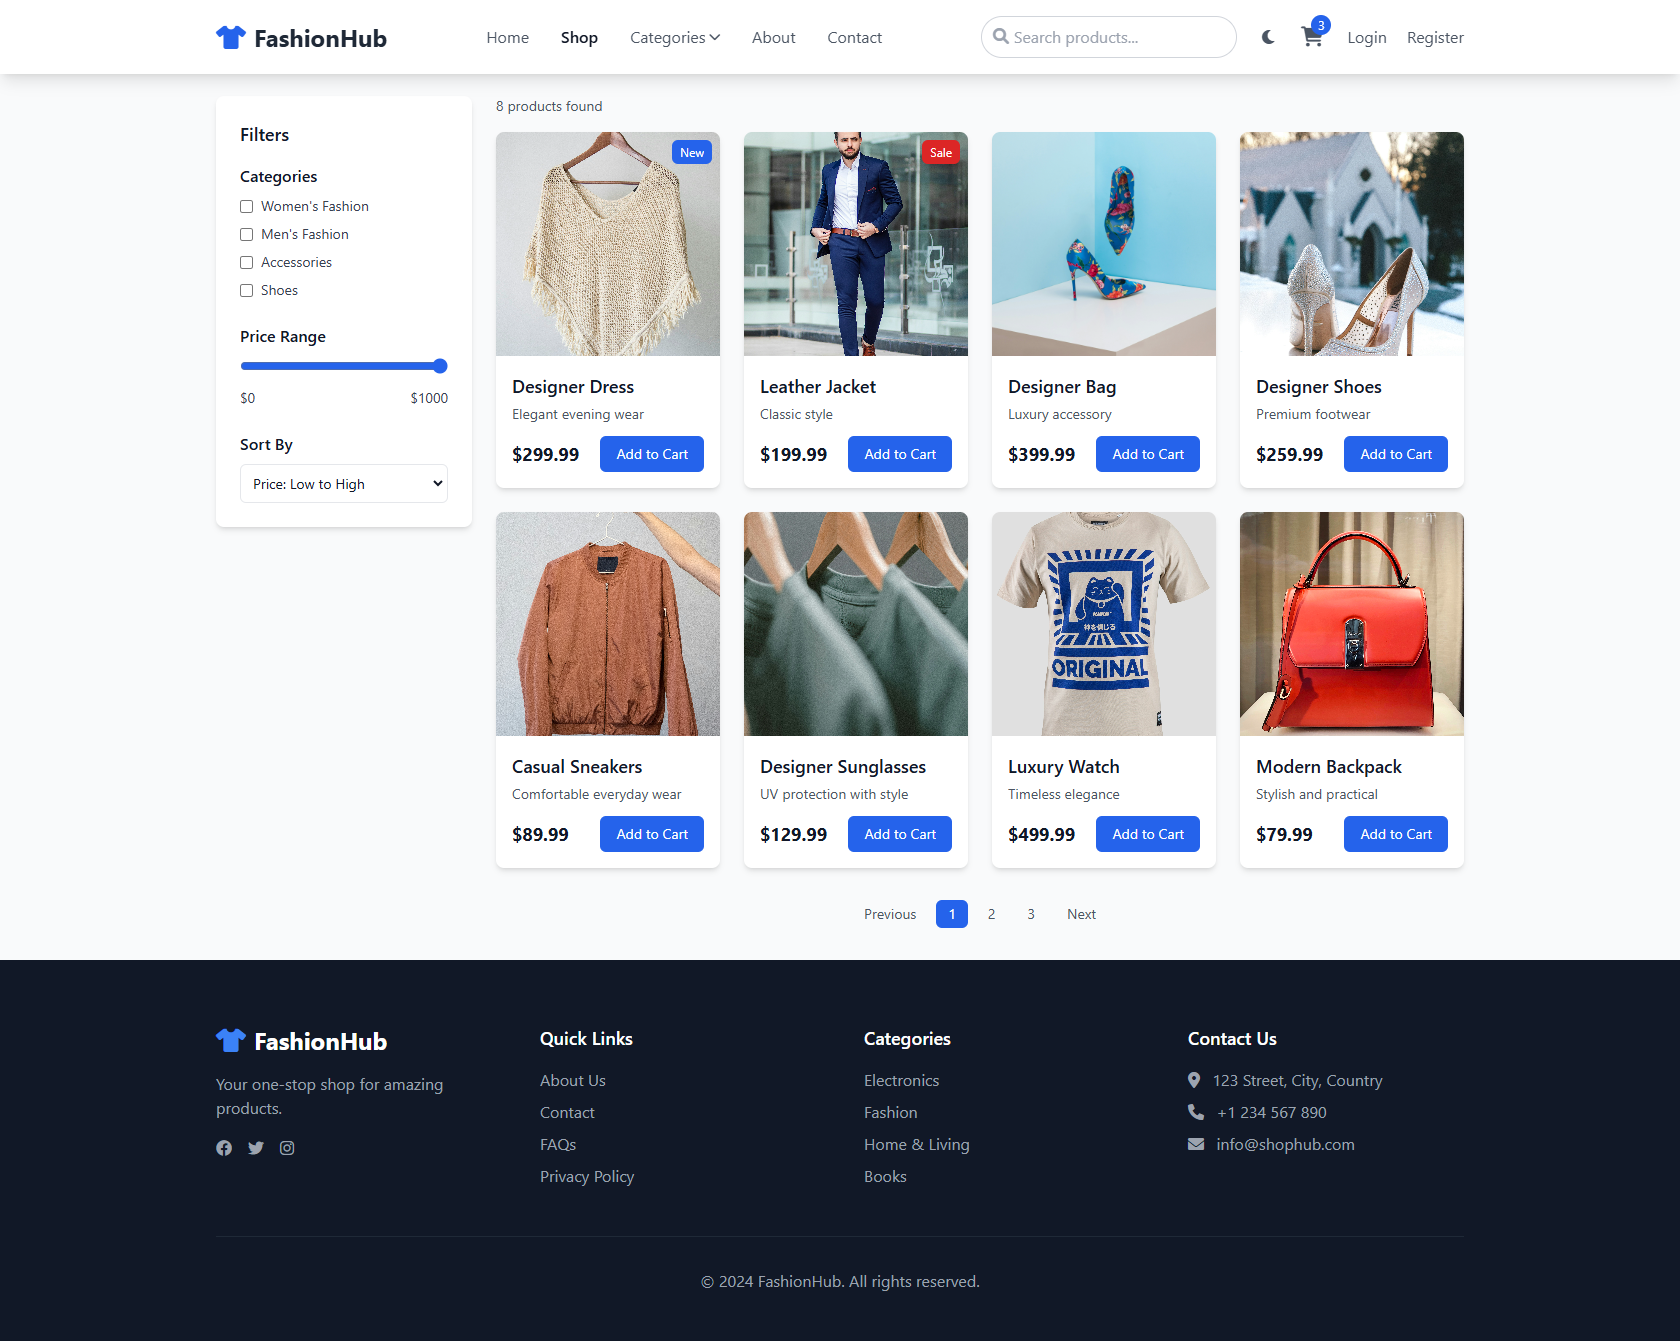 FashionHub
Home
Shop
Categories
About
Contact
Search products...
3
Login
Register
Filters
Categories
Women's Fashion
Men's Fashion
Accessories
Shoes
Price Range
$0
$1000
Sort By
Price: Low to High
8 products found
New
Designer Dress
Elegant evening wear
$299.99
Add to Cart
Sale
Leather Jacket
Classic style
$199.99
Add to Cart
Designer Bag
Luxury accessory
$399.99
Add to Cart
Designer Shoes
Premium footwear
$259.99
Add to Cart
Casual Sneakers
Comfortable everyday wear
$89.99
Add to Cart
Designer Sunglasses
UV protection with style
$129.99
Add to Cart
神を信じる
ORIGINAL
Luxury Watch
Timeless elegance
$499.99
Add to Cart
Modern Backpack
Stylish and practical
$79.99
Add to Cart
Previous
1
2
3
Next
FashionHub
Your one-stop shop for amazing
products.
Quick Links
About Us
Contact
FAQs
Privacy Policy
Categories
Electronics
Fashion
Home & Living
Books
Contact Us
123 Street, City, Country
+1 234 567 890
info@shophub.com
© 2024 FashionHub. All rights reserved.